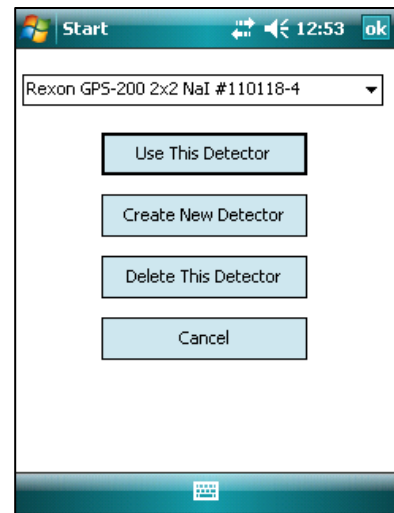 Start 12:53 ok
Rexon GPS-200 2x2 NaI #110118-4
Use This Detector
Create New Detector
Delete This Detector
Cancel